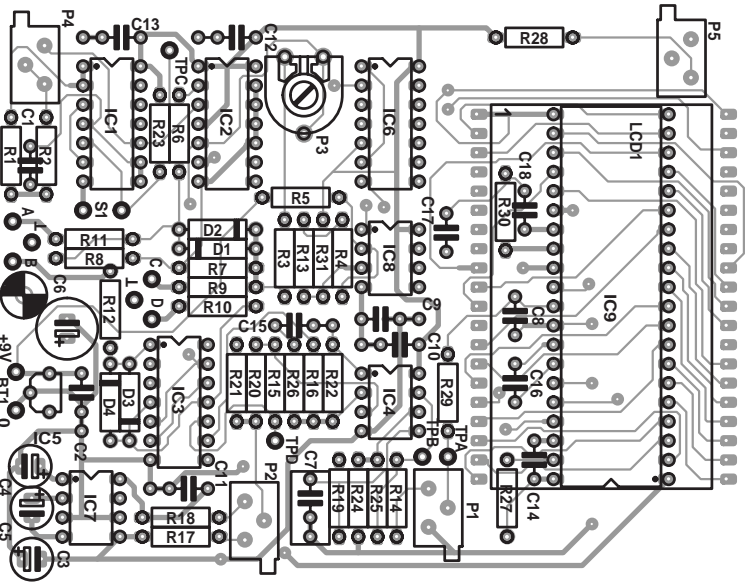 P4
C13
C12
R28
P5
TPC
IC1
R23
R6
IC2
P3
IC6
1
LCD1
C1
R1
R2
S1
R5
C17
C18
R30
A
T
B
R11
R8
C
T
D
D2
D1
R7
R9
R10
R3
R13
R31
R4
IC8
C6
R12
C15
C9
C10
C8
IC9
+9V
BT1
0
D4
D3
IC3
R21
R20
R15
R26
R16
R22
IC4
R29
C16
IC5
C2
TPD
TPB
TPA
C4
C5
C3
IC7
C11
R18
R17
P2
C7
R19
R24
R25
R14
P1
R27
C14
+
+
+
+